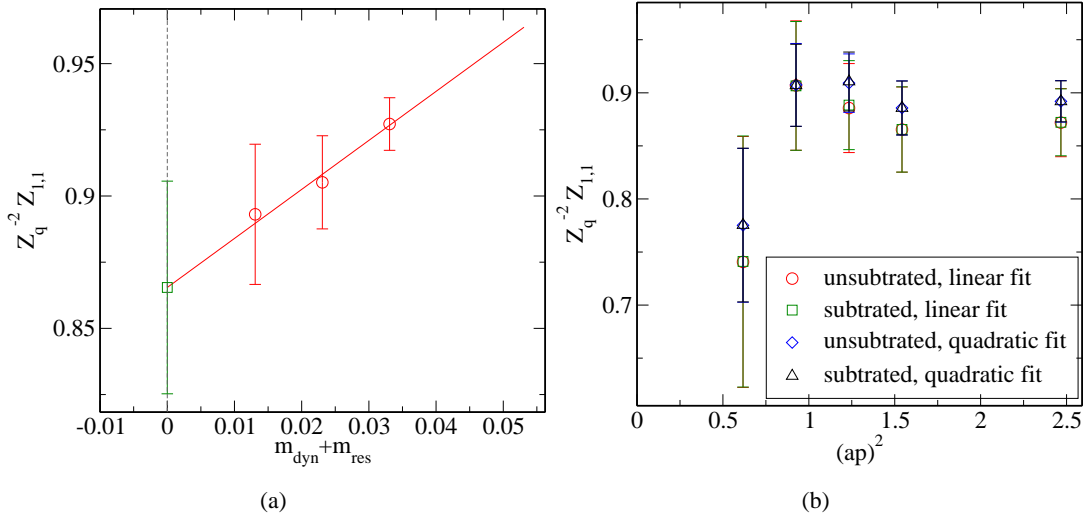 0.95
0.9
0.85
Z_q^-2 Z_1,1
-0.01 0 0.01 0.02 0.03 0.04 0.05
m_dyn+m_res
(a)
0.9
0.8
0.7
Z_q^-2 Z_1,1
unsubtrated, linear fit
subtrated, linear fit
unsubtrated, quadratic fit
subtrated, quadratic fit
0 0.5 1 1.5 2 2.5
(ap)^2
(b)